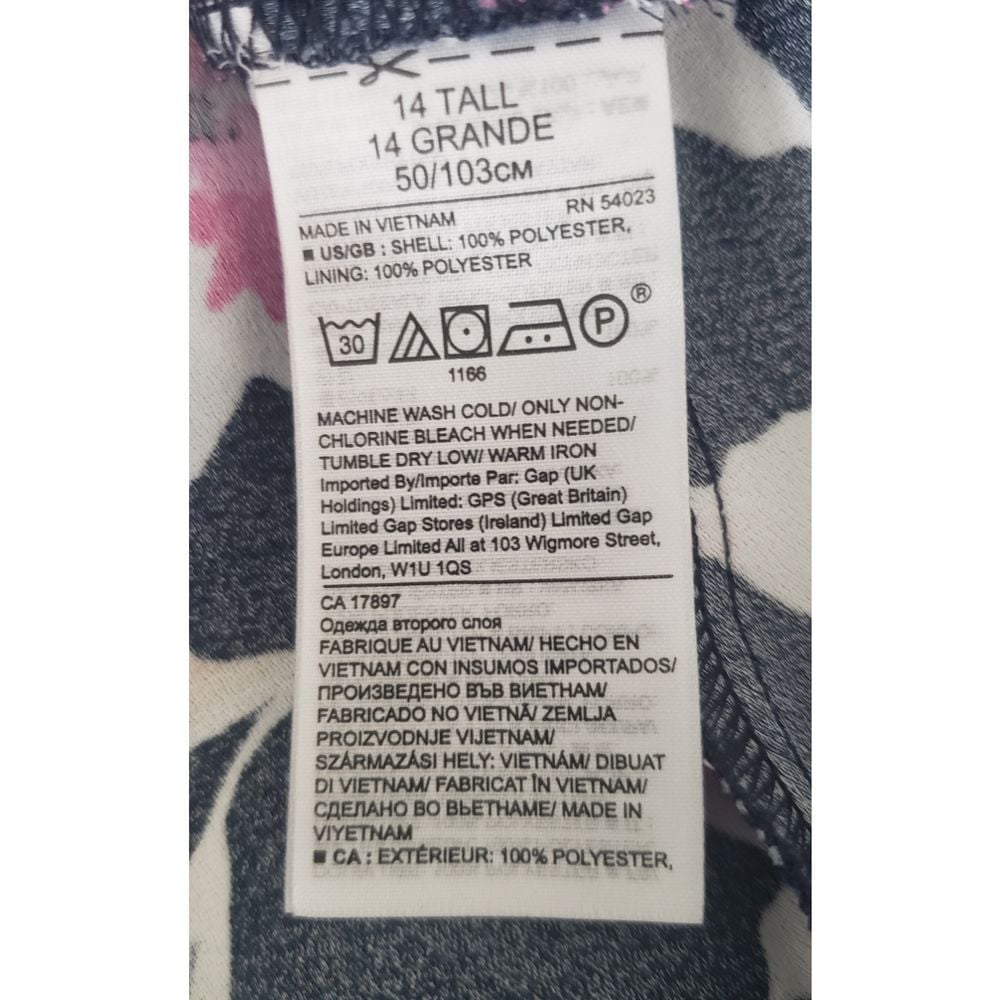 14 TALL
14 GRANDE
50/103CM
MADE IN VIETNAM RN 54023
■ US/GB : SHELL: 100% POLYESTER,
LINING: 100% POLYESTER
30 P ®
1166
MACHINE WASH COLD/ ONLY NON-
CHLORINE BLEACH WHEN NEEDED/
TUMBLE DRY LOW/ WARM IRON
Imported By/Importe Par: Gap (UK
Holdings) Limited: GPS (Great Britain)
Limited Gap Stores (Ireland) Limited Gap
Europe Limited All at 103 Wigmore Street,
London, W1U 1QS
CA 17897
Одежда второго слоя
FABRIQUE AU VIETNAM/ HECHO EN
VIETNAM CON INSUMOS IMPORTADOS/
ПРОИЗВЕДЕНО ВЪВ ВИЕТНАМ/
FABRICADO NO VIETNÃ/ ZEMLJA
PROIZVODNJE VIJETNAM/
SZÁRMAZÁSI HELY: VIETNÁM/ DIBUAT
DI VIETNAM/ FABRICAT ÎN VIETNAM/
СДЕЛАНО ВО ВЬЕТНАМЕ/ MADE IN
VIYETNAM
■ CA : EXTÉRIEUR: 100% POLYESTER,